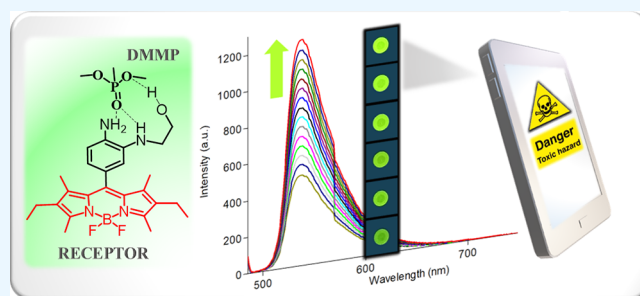 DMMP
O
P
O
O
H
O
NH2
H
N
N
N
B
F
F
RECEPTOR
Intensity (a.u.)
1200
1000
800
600
400
200
0
500
600
700
Wavelength (nm)
Danger
Toxic hazard